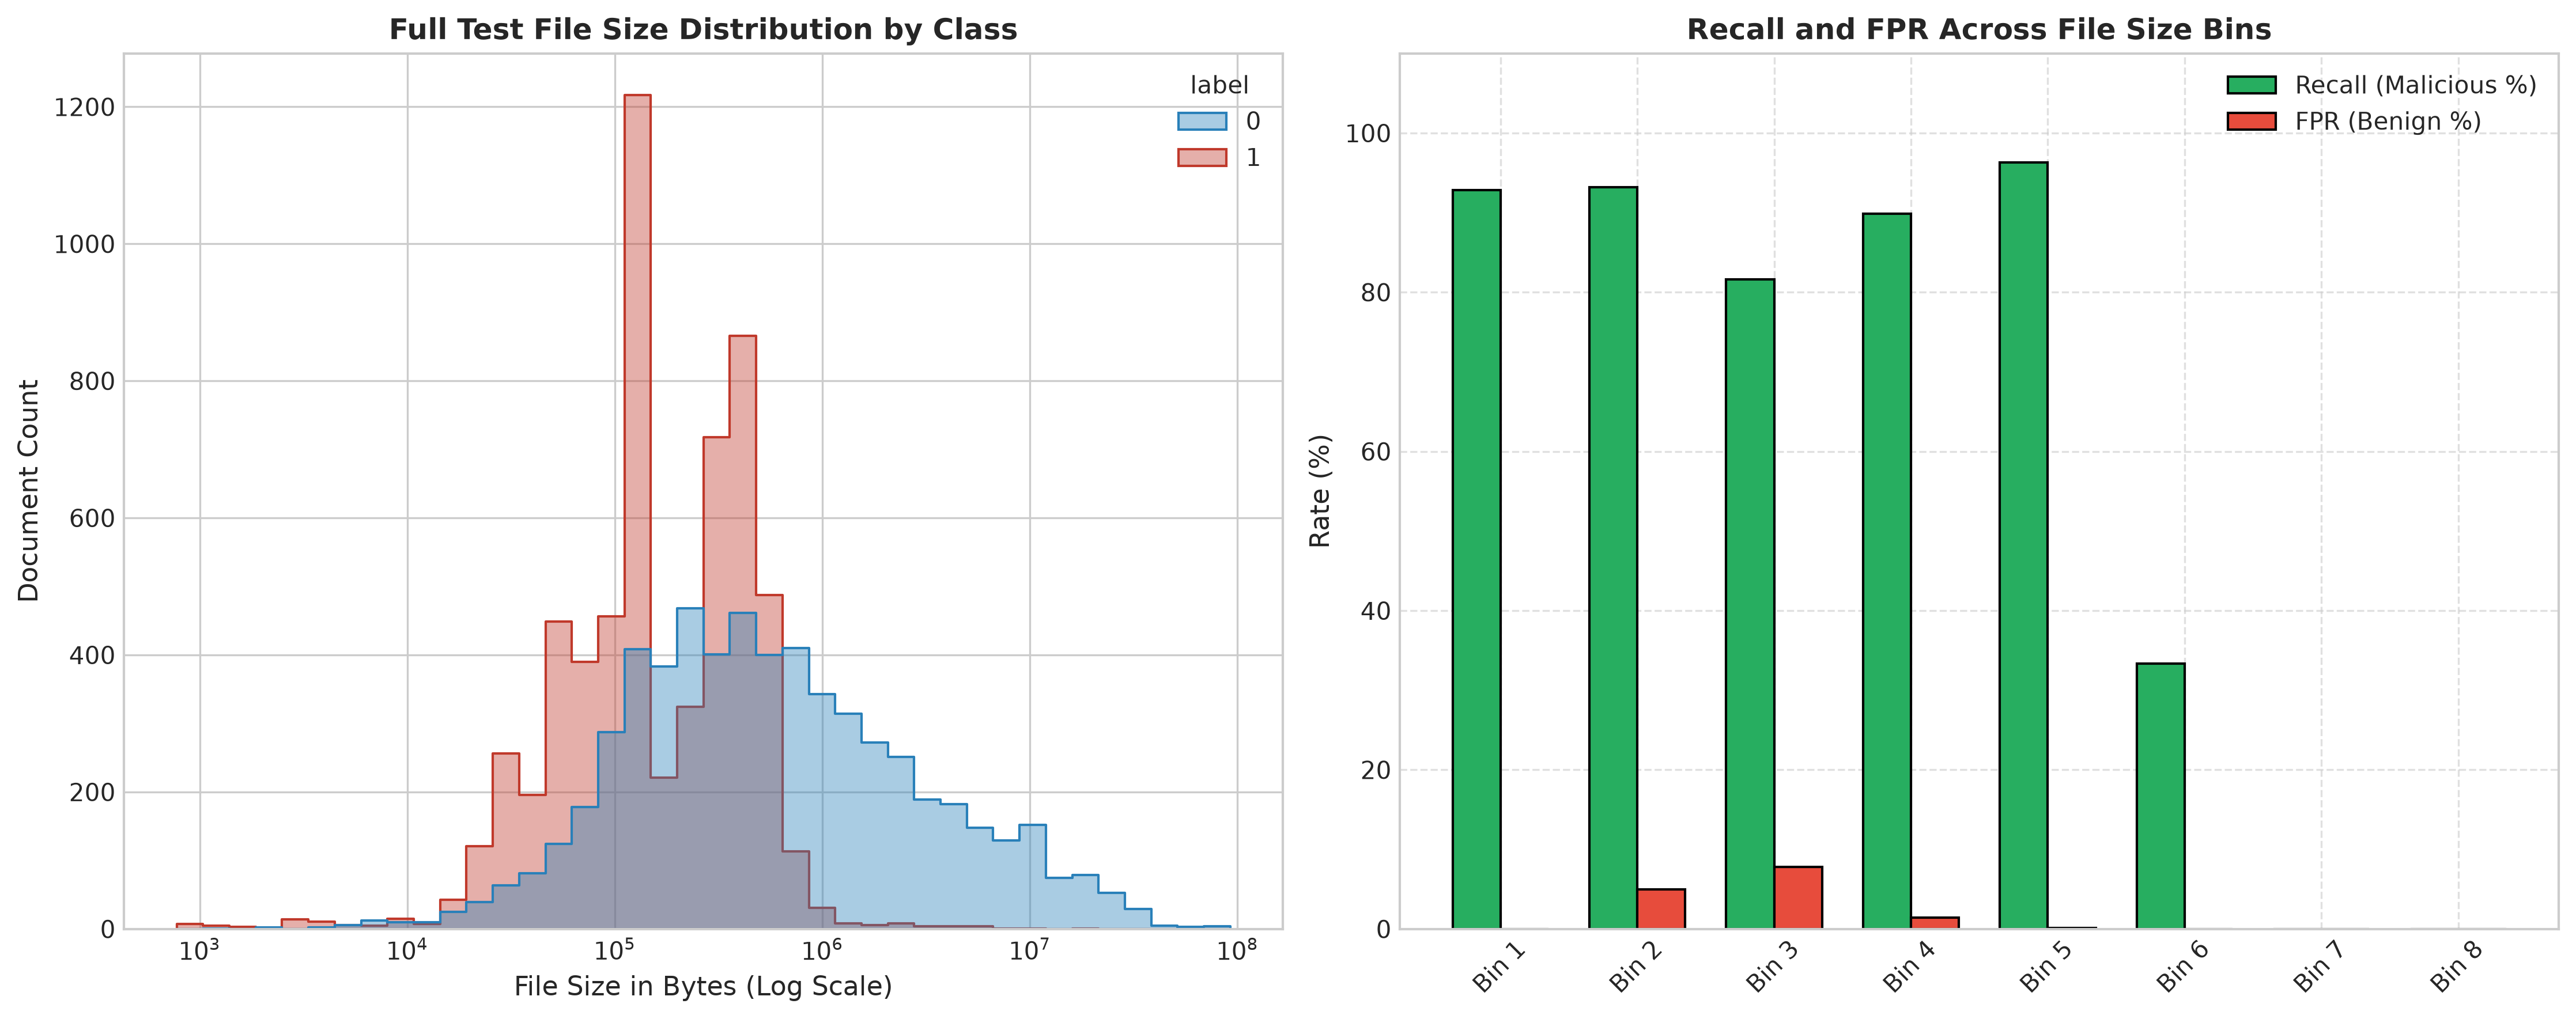 Full Test File Size Distribution by Class
label
0
1
1200
1000
800
600
400
200
0
Document Count
10³ 10⁴ 10⁵ 10⁶ 10⁷ 10⁸
File Size in Bytes (Log Scale)
Recall and FPR Across File Size Bins
Recall (Malicious %)
FPR (Benign %)
100
80
60
40
20
0
Rate (%)
Bin 1 Bin 2 Bin 3 Bin 4 Bin 5 Bin 6 Bin 7 Bin 8